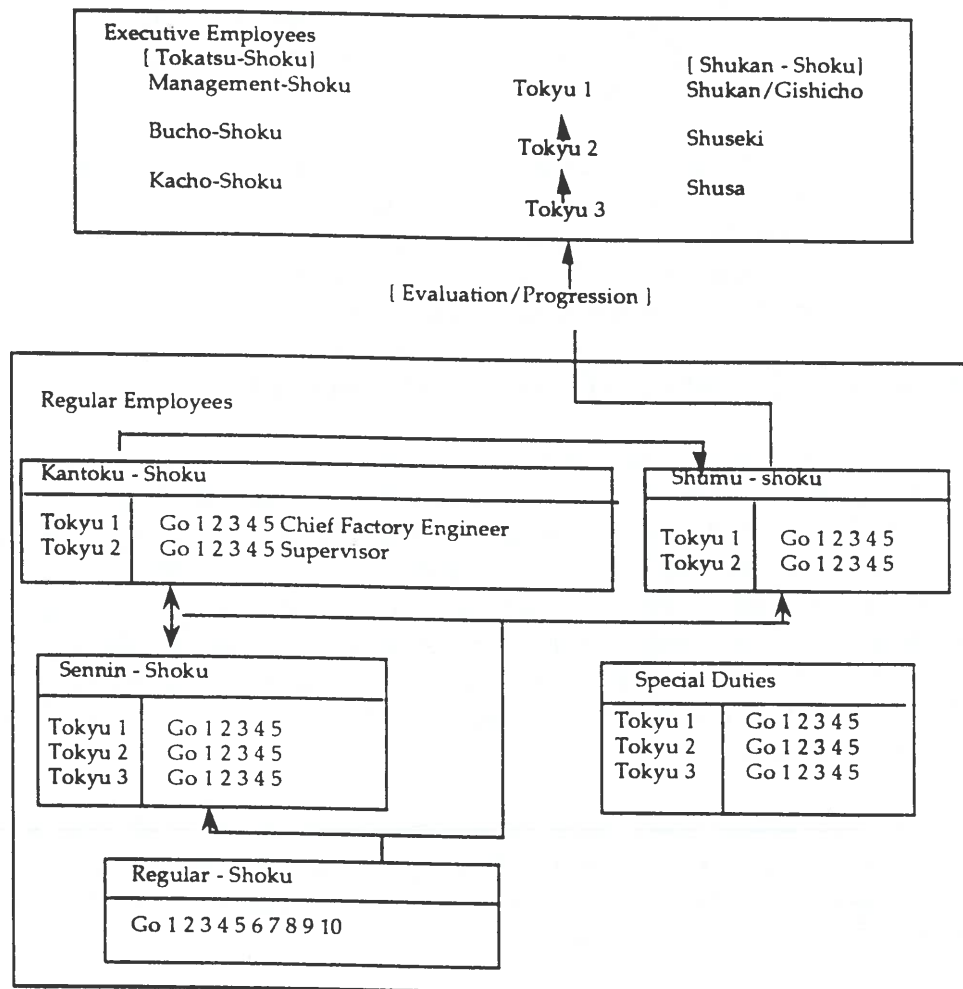 Executive Employees
[ Tokatsu-Shoku]
[ Shukan - Shoku]
Management-Shoku
Tokyu 1
Shukan/Gishicho
Bucho-Shoku
Tokyu 2
Shuseki
Kacho-Shoku
Tokyu 3
Shusa
[ Evaluation/Progression ]
Regular Employees
Kantoku - Shoku
Tokyu 1 Go 1 2 3 4 5 Chief Factory Engineer
Tokyu 2 Go 1 2 3 4 5 Supervisor
Shumu - shoku
Tokyu 1 Go 1 2 3 4 5
Tokyu 2 Go 1 2 3 4 5
Sennin - Shoku
Tokyu 1 Go 1 2 3 4 5
Tokyu 2 Go 1 2 3 4 5
Tokyu 3 Go 1 2 3 4 5
Special Duties
Tokyu 1 Go 1 2 3 4 5
Tokyu 2 Go 1 2 3 4 5
Tokyu 3 Go 1 2 3 4 5
Regular - Shoku
Go 1 2 3 4 5 6 7 8 9 10